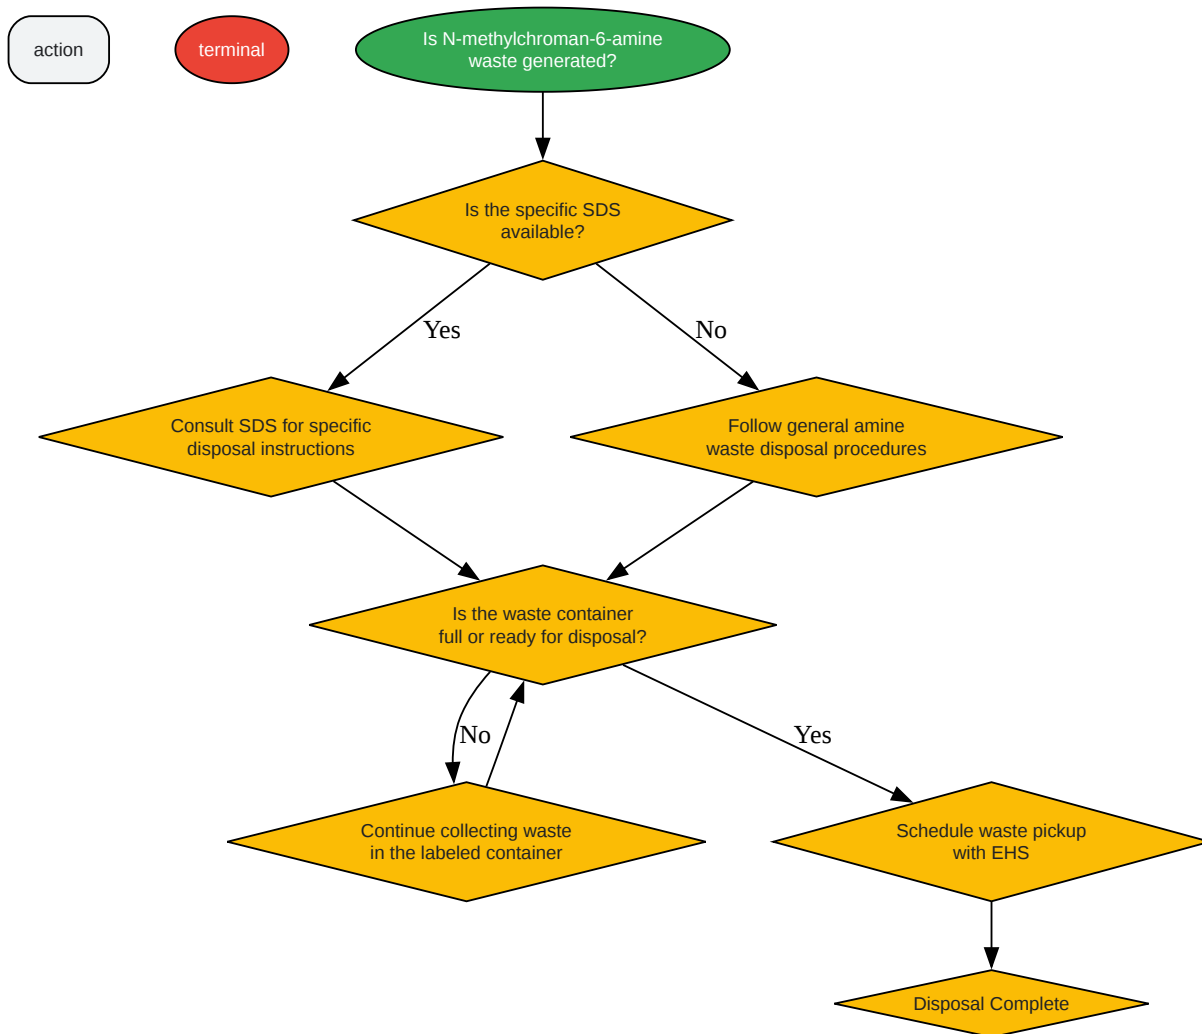 action
terminal
Is N-methylchroman-6-amine
waste generated?
Is the specific SDS
available?
Yes
No
Consult SDS for specific
disposal instructions
Follow general amine
waste disposal procedures
Is the waste container
full or ready for disposal?
No
Yes
Continue collecting waste
in the labeled container
Schedule waste pickup
with EHS
Disposal Complete